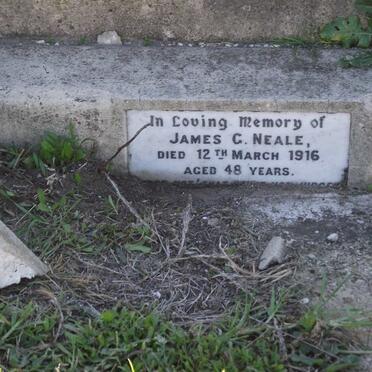 In Loving Memory of
JAMES G. NEALE,
DIED 12TH MARCH 1916
AGED 48 YEARS.